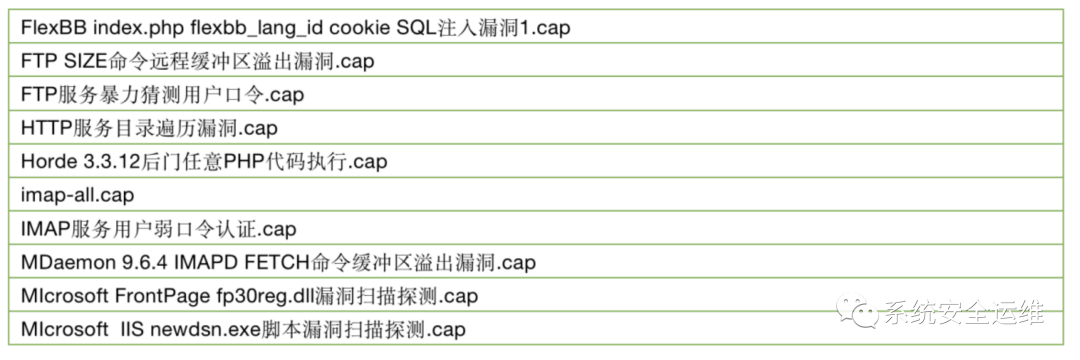 FlexBB index.php flexbb_lang_id cookie SQL注入漏洞1.cap
FTP SIZE命令远程缓冲区溢出漏洞.cap
FTP服务暴力猜测用户口令.cap
HTTP服务目录遍历漏洞.cap
Horde 3.3.12后门任意PHP代码执行.cap
imap-all.cap
IMAP服务用户弱口令认证.cap
MDaemon 9.6.4 IMAPD FETCH命令缓冲区溢出漏洞.cap
MIcrosoft FrontPage fp30reg.dll漏洞扫描探测.cap
MIcrosoft  IIS newdsn.exe脚本漏洞扫描探测.cap
系统安全运维